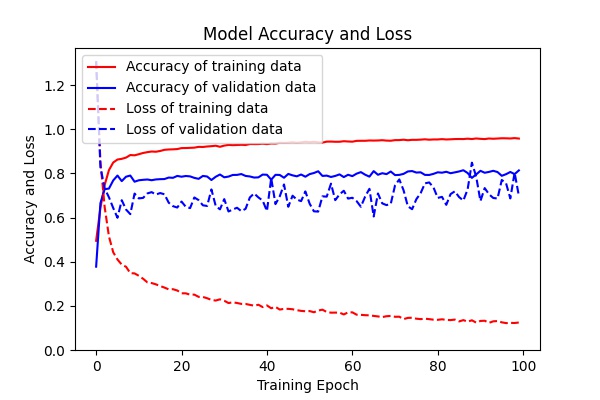 Model Accuracy and Loss
Accuracy of training data
Accuracy of validation data
Loss of training data
Loss of validation data
Accuracy and Loss
1.2
1.0
0.8
0.6
0.4
0.2
0.0
0 20 40 60 80 100
Training Epoch